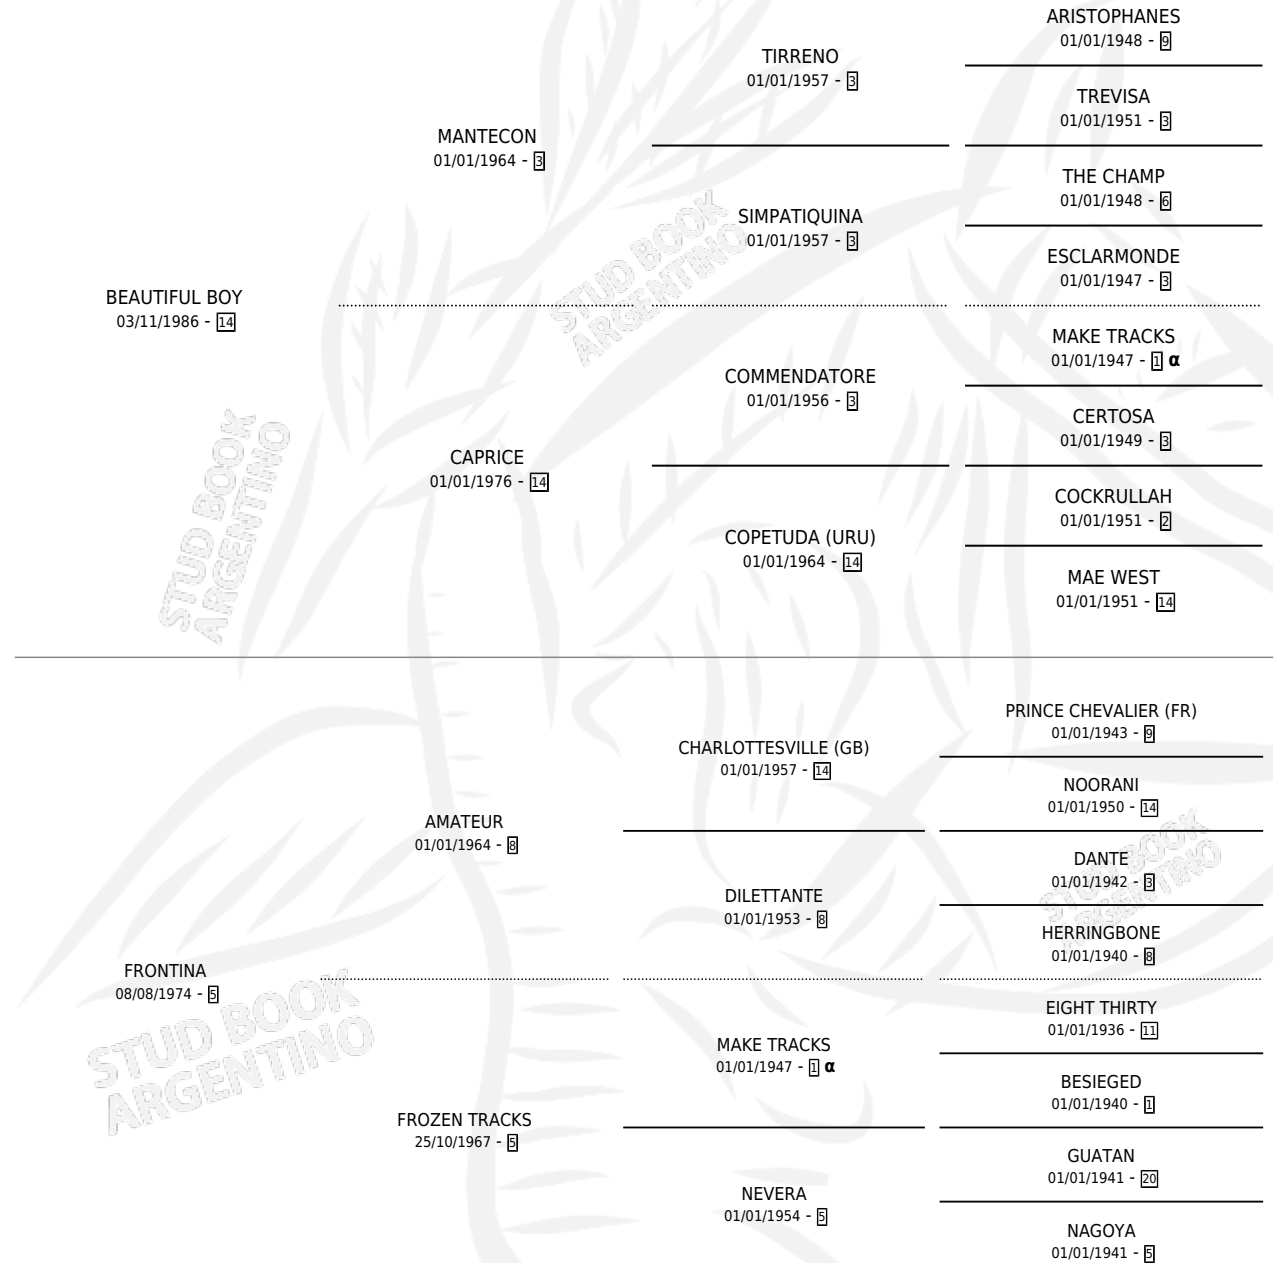 ARISTOPHANES
01/01/1948 - 9
TIRRENO
01/01/1957 - 3
TREVISA
01/01/1951 - 3
MANTECON
01/01/1964 - 3
THE CHAMP
01/01/1948 - 6
SIMPATIQUINA
01/01/1957 - 3
ESCLARMONDE
01/01/1947 - 3
BEAUTIFUL BOY
03/11/1986 - 14
MAKE TRACKS
01/01/1947 - 1 α
COMMENDATORE
01/01/1956 - 3
CERTOSA
01/01/1949 - 3
CAPRICE
01/01/1976 - 14
COCKRULLAH
01/01/1951 - 2
COPETUDA (URU)
01/01/1964 - 14
MAE WEST
01/01/1951 - 14
PRINCE CHEVALIER (FR)
01/01/1943 - 9
CHARLOTTESVILLE (GB)
01/01/1957 - 14
NOORANI
01/01/1950 - 14
AMATEUR
01/01/1964 - 8
DANTE
01/01/1942 - 3
DILETTANTE
01/01/1953 - 8
HERRINGBONE
01/01/1940 - 8
FRONTINA
08/08/1974 - 5
EIGHT THIRTY
01/01/1936 - 11
MAKE TRACKS
01/01/1947 - 1 α
BESIEGED
01/01/1940 - 1
FROZEN TRACKS
25/10/1967 - 5
GUATAN
01/01/1941 - 20
NEVERA
01/01/1954 - 5
NAGOYA
01/01/1941 - 5
STUD BOOK
ARGENTINO
STUD BOOK
ARGENTINO
STUD BOOK
ARGENTINO
STUD BOOK
ARGENTINO